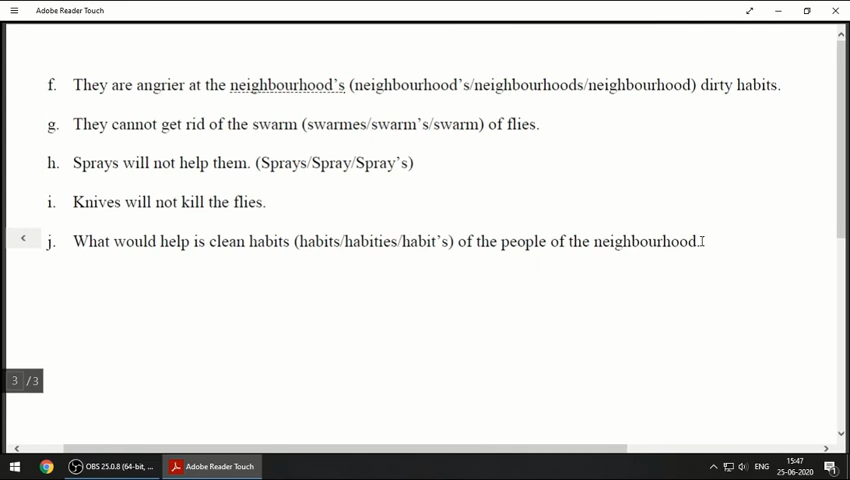 Adobe Reader Touch
f. They are angrier at the neighbourhood's (neighbourhood's/neighbourhoods/neighbourhood) dirty habits.
g. They cannot get rid of the swarm (swarmes/swarm's/swarm) of flies.
h. Sprays will not help them. (Sprays/Spray/Spray's)
i. Knives will not kill the flies.
j. What would help is clean habits (habits/habities/habit's) of the people of the neighbourhood.
3 /3
OBS 25.0.8 (64-bit, ...
Adobe Reader Touch
ENG
15:47
25-06-2020